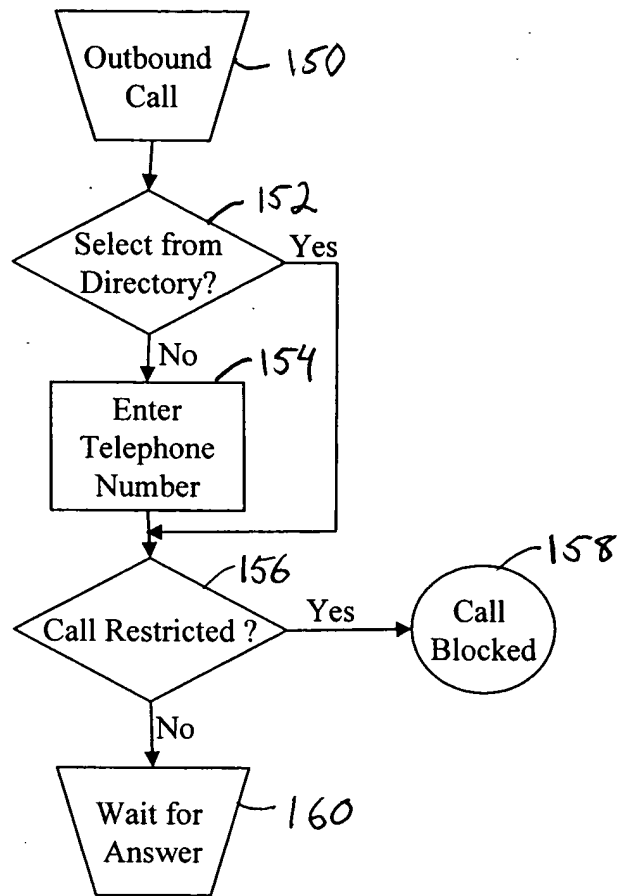 Outbound
Call
150
152
Select from
Directory?
Yes
No
154
Enter
Telephone
Number
156
158
Call Restricted ?
Yes
Call
Blocked
No
Wait for
Answer
160